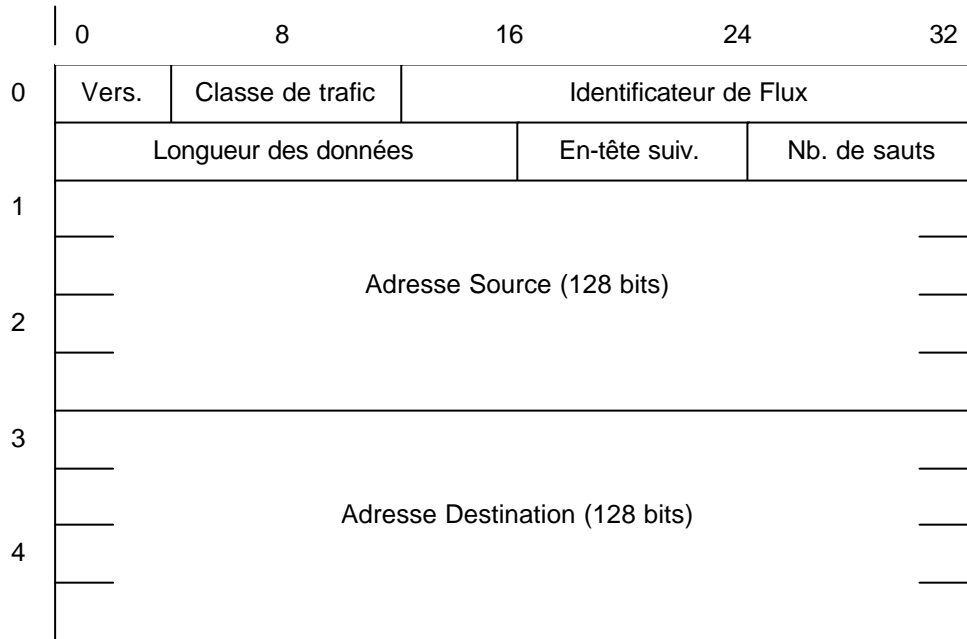 0 8 16 24 32
0 Vers. Classe de trafic Identificateur de Flux
Longueur des données En-tête suiv. Nb. de sauts
1
Adresse Source (128 bits)
2
3
Adresse Destination (128 bits)
4